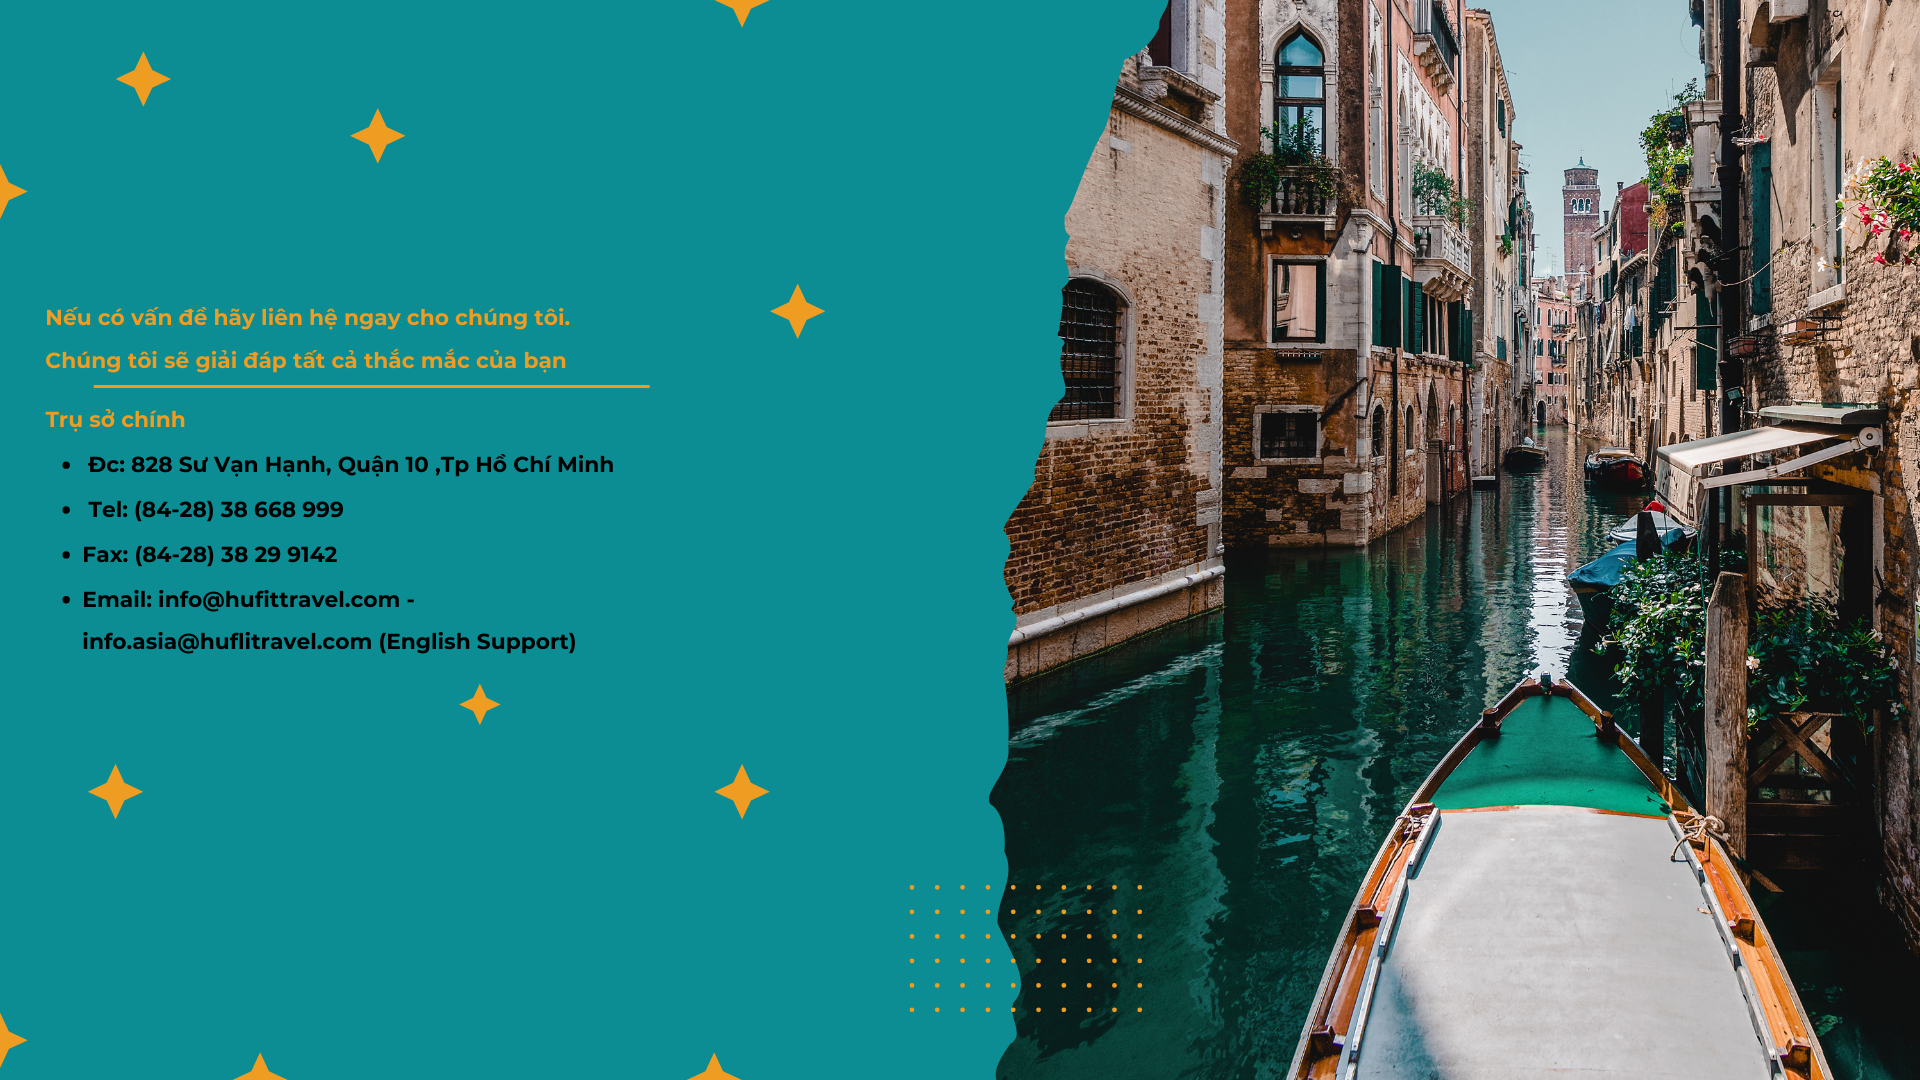 Nếu có vấn đề hãy liên hệ ngay cho chúng tôi.
Chúng tôi sẽ giải đáp tất cả thắc mắc của bạn
Trụ sở chính
• Đc: 828 Sư Vạn Hạnh, Quận 10 ,Tp Hồ Chí Minh
• Tel: (84-28) 38 668 999
• Fax: (84-28) 38 29 9142
• Email: info@hufittravel.com -
info.asia@huflitravel.com (English Support)